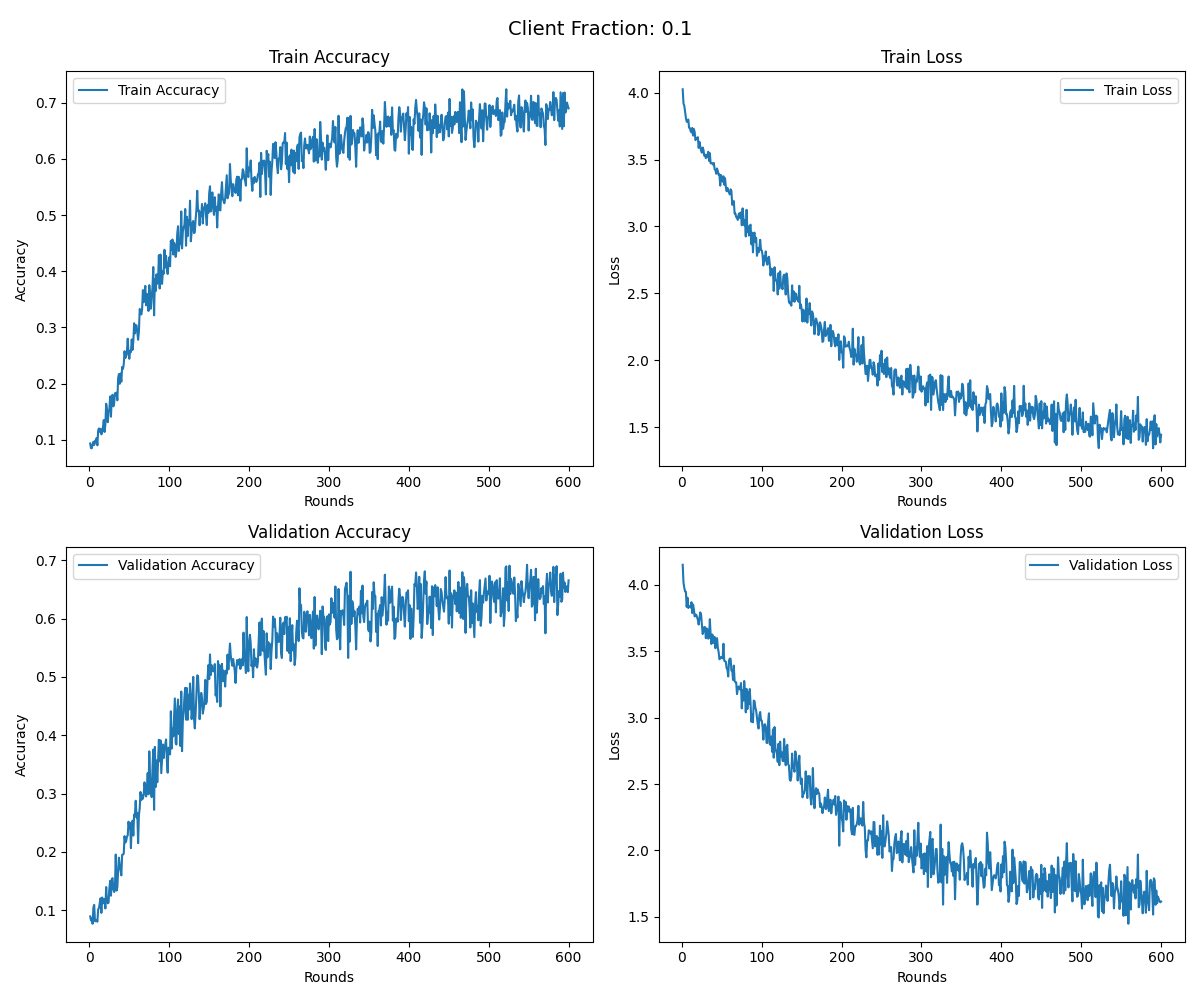 Client Fraction: 0.1
Train Accuracy
Train Accuracy
0.7
0.6
0.5
0.4
0.3
0.2
0.1
Accuracy
0 100 200 300 400 500 600
Rounds
Train Loss
Train Loss
4.0
3.5
3.0
2.5
2.0
1.5
Loss
0 100 200 300 400 500 600
Rounds
Validation Accuracy
Validation Accuracy
0.7
0.6
0.5
0.4
0.3
0.2
0.1
Accuracy
0 100 200 300 400 500 600
Rounds
Validation Loss
Validation Loss
4.0
3.5
3.0
2.5
2.0
1.5
Loss
0 100 200 300 400 500 600
Rounds